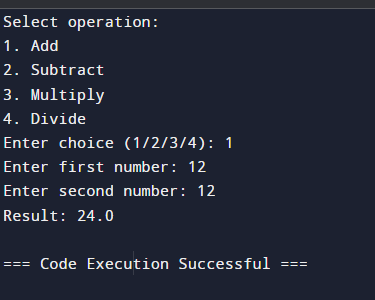 Select operation:
1. Add
2. Subtract
3. Multiply
4. Divide
Enter choice (1/2/3/4): 1
Enter first number: 12
Enter second number: 12
Result: 24.0
=== Code Execution Successful ===